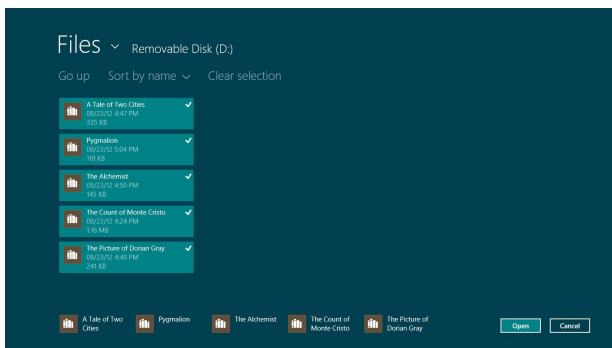 Files Removable Disk (D:)
Go up Sort by name Clear selection
A Tale of Two Cities
08/23/12 4:47 PM
335 KB
Pygmalion
08/23/12 5:04 PM
118 KB
The Alchemist
08/23/12 4:50 PM
145 KB
The Count of Monte Cristo
08/23/12 4:24 PM
1.16 MB
The Picture of Dorian Gray
08/23/12 4:48 PM
241 KB
A Tale of Two
Cities
Pygmalion
The Alchemist
The Count of
Monte Cristo
The Picture of
Dorian Gray
Open
Cancel